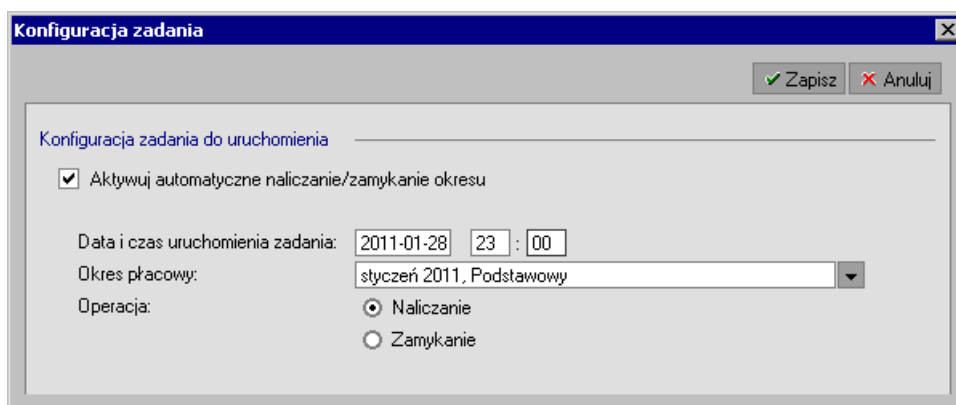 Konfiguracja zadania
Zapisz Anuluj
Konfiguracja zadania do uruchomienia
Aktywuj automatyczne naliczanie/zamykanie okresu
Data i czas uruchomienia zadania: 2011-01-28 23 : 00
Okres płacowy: styczeń 2011, Podstawowy
Operacja: Naliczanie
Zamykanie